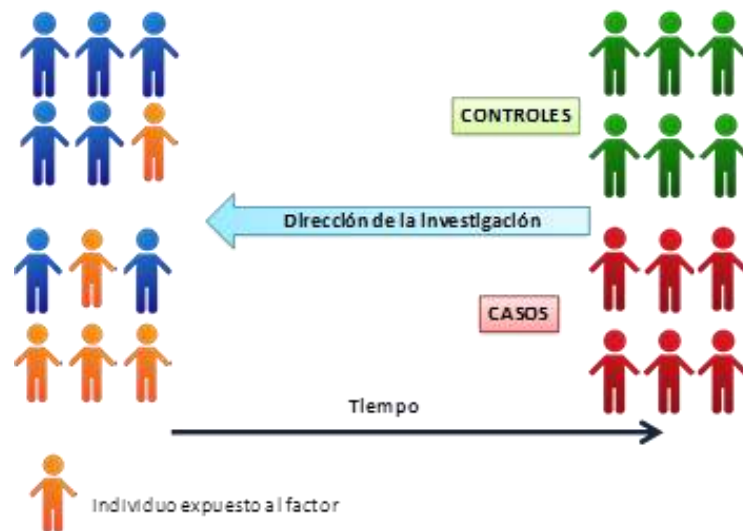 CONTROLES
Dirección de la Investigación
CASOS
Tiempo
Individuo expuesto al factor